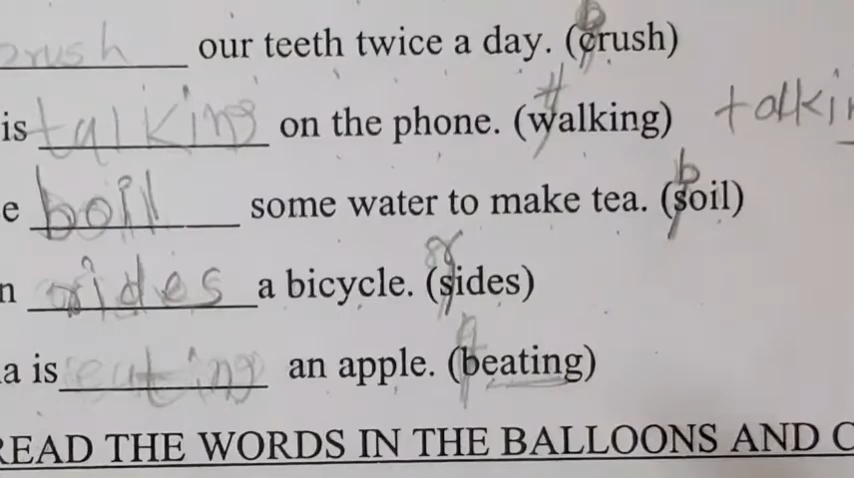 rush our teeth twice a day. (crush) b
is talking on the phone. (walking) t talki
e boil some water to make tea. (soil) b
n rides a bicycle. (sides) r
a is eating an apple. (beating)
READ THE WORDS IN THE BALLOONS AND C